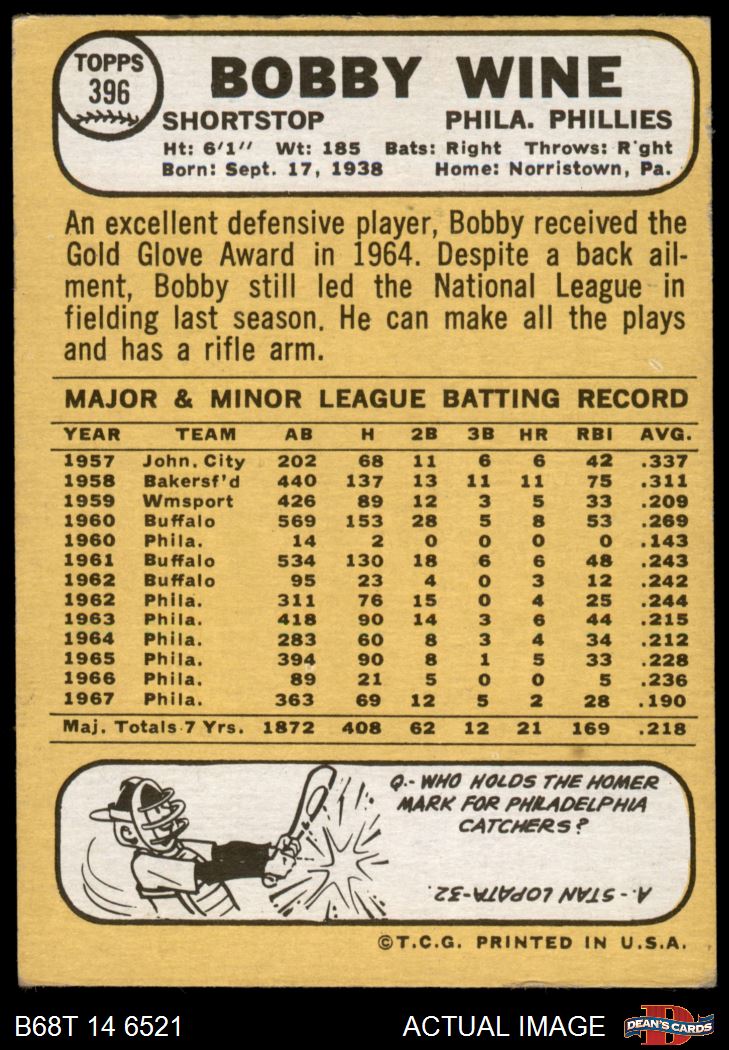 TOPPS
396
BOBBY WINE
SHORTSTOP PHILA. PHILLIES
Ht: 6'1" Wt: 185 Bats: Right Throws: R'ght
Born: Sept. 17, 1938 Home: Norristown, Pa.
An excellent defensive player, Bobby received the
Gold Glove Award in 1964. Despite a back ail-
ment, Bobby still led the National League in
fielding last season. He can make all the plays
and has a rifle arm.
MAJOR & MINOR LEAGUE BATTING RECORD
YEAR TEAM AB H 2B 3B HR RBI AVG.
1957 John. City 202 68 11 6 6 42 .337
1958 Bakersf'd 440 137 13 11 11 75 .311
1959 Wmsport 426 89 12 3 5 33 .209
1960 Buffalo 569 153 28 5 8 53 .269
1960 Phila. 14 2 0 0 0 0 .143
1961 Buffalo 534 130 18 6 6 48 .243
1962 Buffalo 95 23 4 0 3 12 .242
1962 Phila. 311 76 15 0 4 25 .244
1963 Phila. 418 90 14 3 6 44 .215
1964 Phila. 283 60 8 3 4 34 .212
1965 Phila. 394 90 8 1 5 33 .228
1966 Phila. 89 21 5 0 0 5 .236
1967 Phila. 363 69 12 5 2 28 .190
Maj. Totals 7 Yrs. 1872 408 62 12 21 169 .218
Q.- WHO HOLDS THE HOMER
MARK FOR PHILADELPHIA
CATCHERS?
A.- STAN LOPATA-32.
©T.C.G. PRINTED IN U.S.A.
B68T 14 6521 ACTUAL IMAGE
D
DEAN'S CARDS